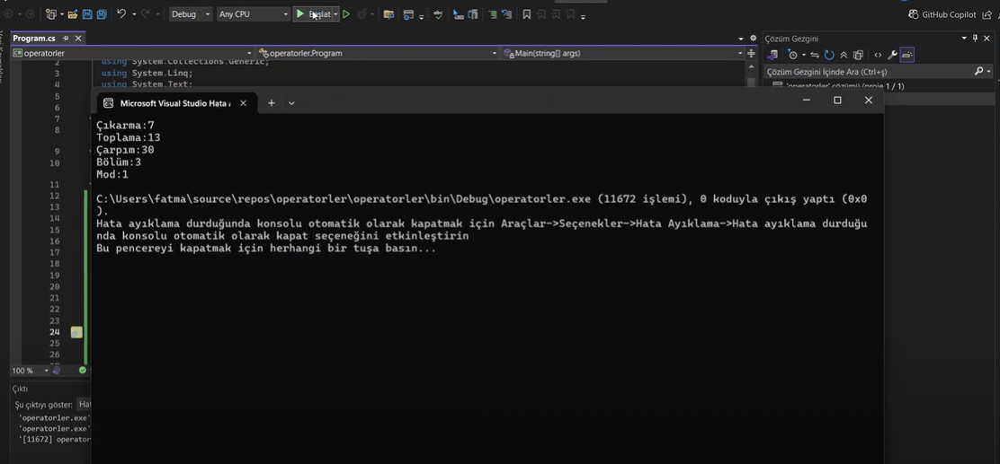 Debug
Any CPU
Başlat
GitHub Copilot
Program.cs
operatorler
operatorler.Program
Main(string[] args)
Çözüm Gezgini
Çözüm Gezgini İçinde Ara (Ctrl+ş)
'operatorler' çözümü (proje 1 / 1)
2 using System.Collections.Generic;
3 using System.Linq;
4 using System.Text;
5
6
7
8
9
10
11
12
13
14
15
16
17
18
19
20
21
22
23
24
25
26
Microsoft Visual Studio Hata
Çıkarma:7
Toplama:13
Çarpım:30
Bölüm:3
Mod:1
C:\Users\fatma\source\repos\operatorler\operatorler\bin\Debug\operatorler.exe (11672 işlemi), 0 koduyla çıkış yaptı (0x0
).
Hata ayıklama durduğunda konsolu otomatik olarak kapatmak için Araçlar->Seçenekler->Hata Ayıklama->Hata ayıklama durduğu
nda konsolu otomatik olarak kapat seçeneğini etkinleştirin
Bu pencereyi kapatmak için herhangi bir tuşa basın...
100 %
Çıktı
Şu çıktıyı göster: Hat
'operatorler.exe'
'operatorler.exe'
'[11672] operator